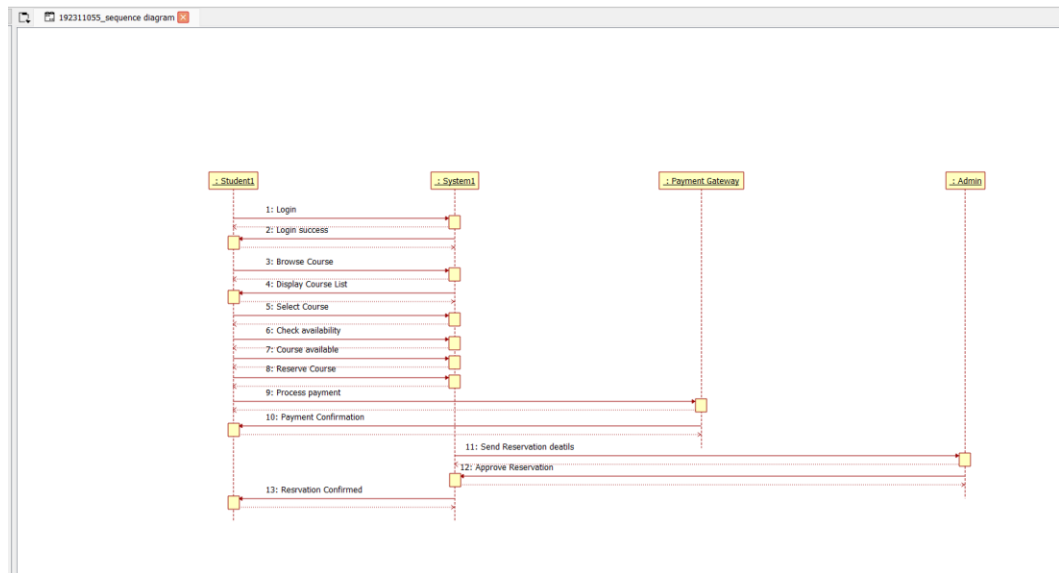 192311055_sequence diagram
: Student1
: System1
: Payment Gateway
: Admin
1: Login
2: Login success
3: Browse Course
4: Display Course List
5: Select Course
6: Check availability
7: Course available
8: Reserve Course
9: Process payment
10: Payment Confirmation
11: Send Reservation deatils
12: Approve Reservation
13: Resrvation Confirmed